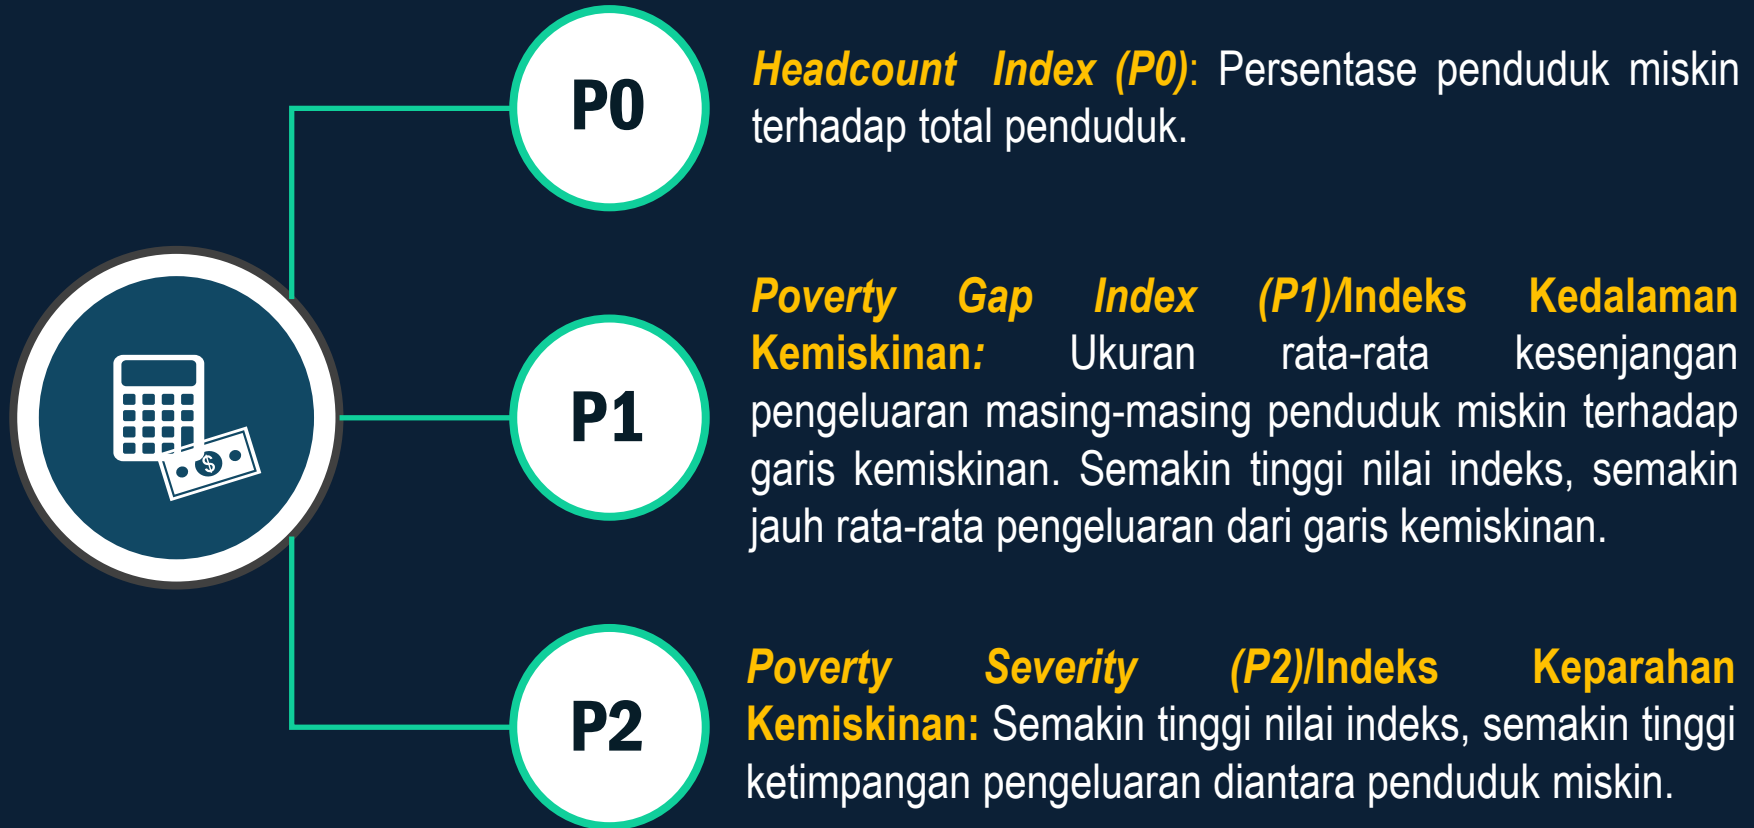 P0
Headcount Index (P0): Persentase penduduk miskin
terhadap total penduduk.
P1
Poverty Gap Index (P1)/Indeks Kedalaman
Kemiskinan: Ukuran rata-rata kesenjangan
pengeluaran masing-masing penduduk miskin terhadap
garis kemiskinan. Semakin tinggi nilai indeks, semakin
jauh rata-rata pengeluaran dari garis kemiskinan.
$
P2
Poverty Severity (P2)/Indeks Keparahan
Kemiskinan: Semakin tinggi nilai indeks, semakin tinggi
ketimpangan pengeluaran diantara penduduk miskin.